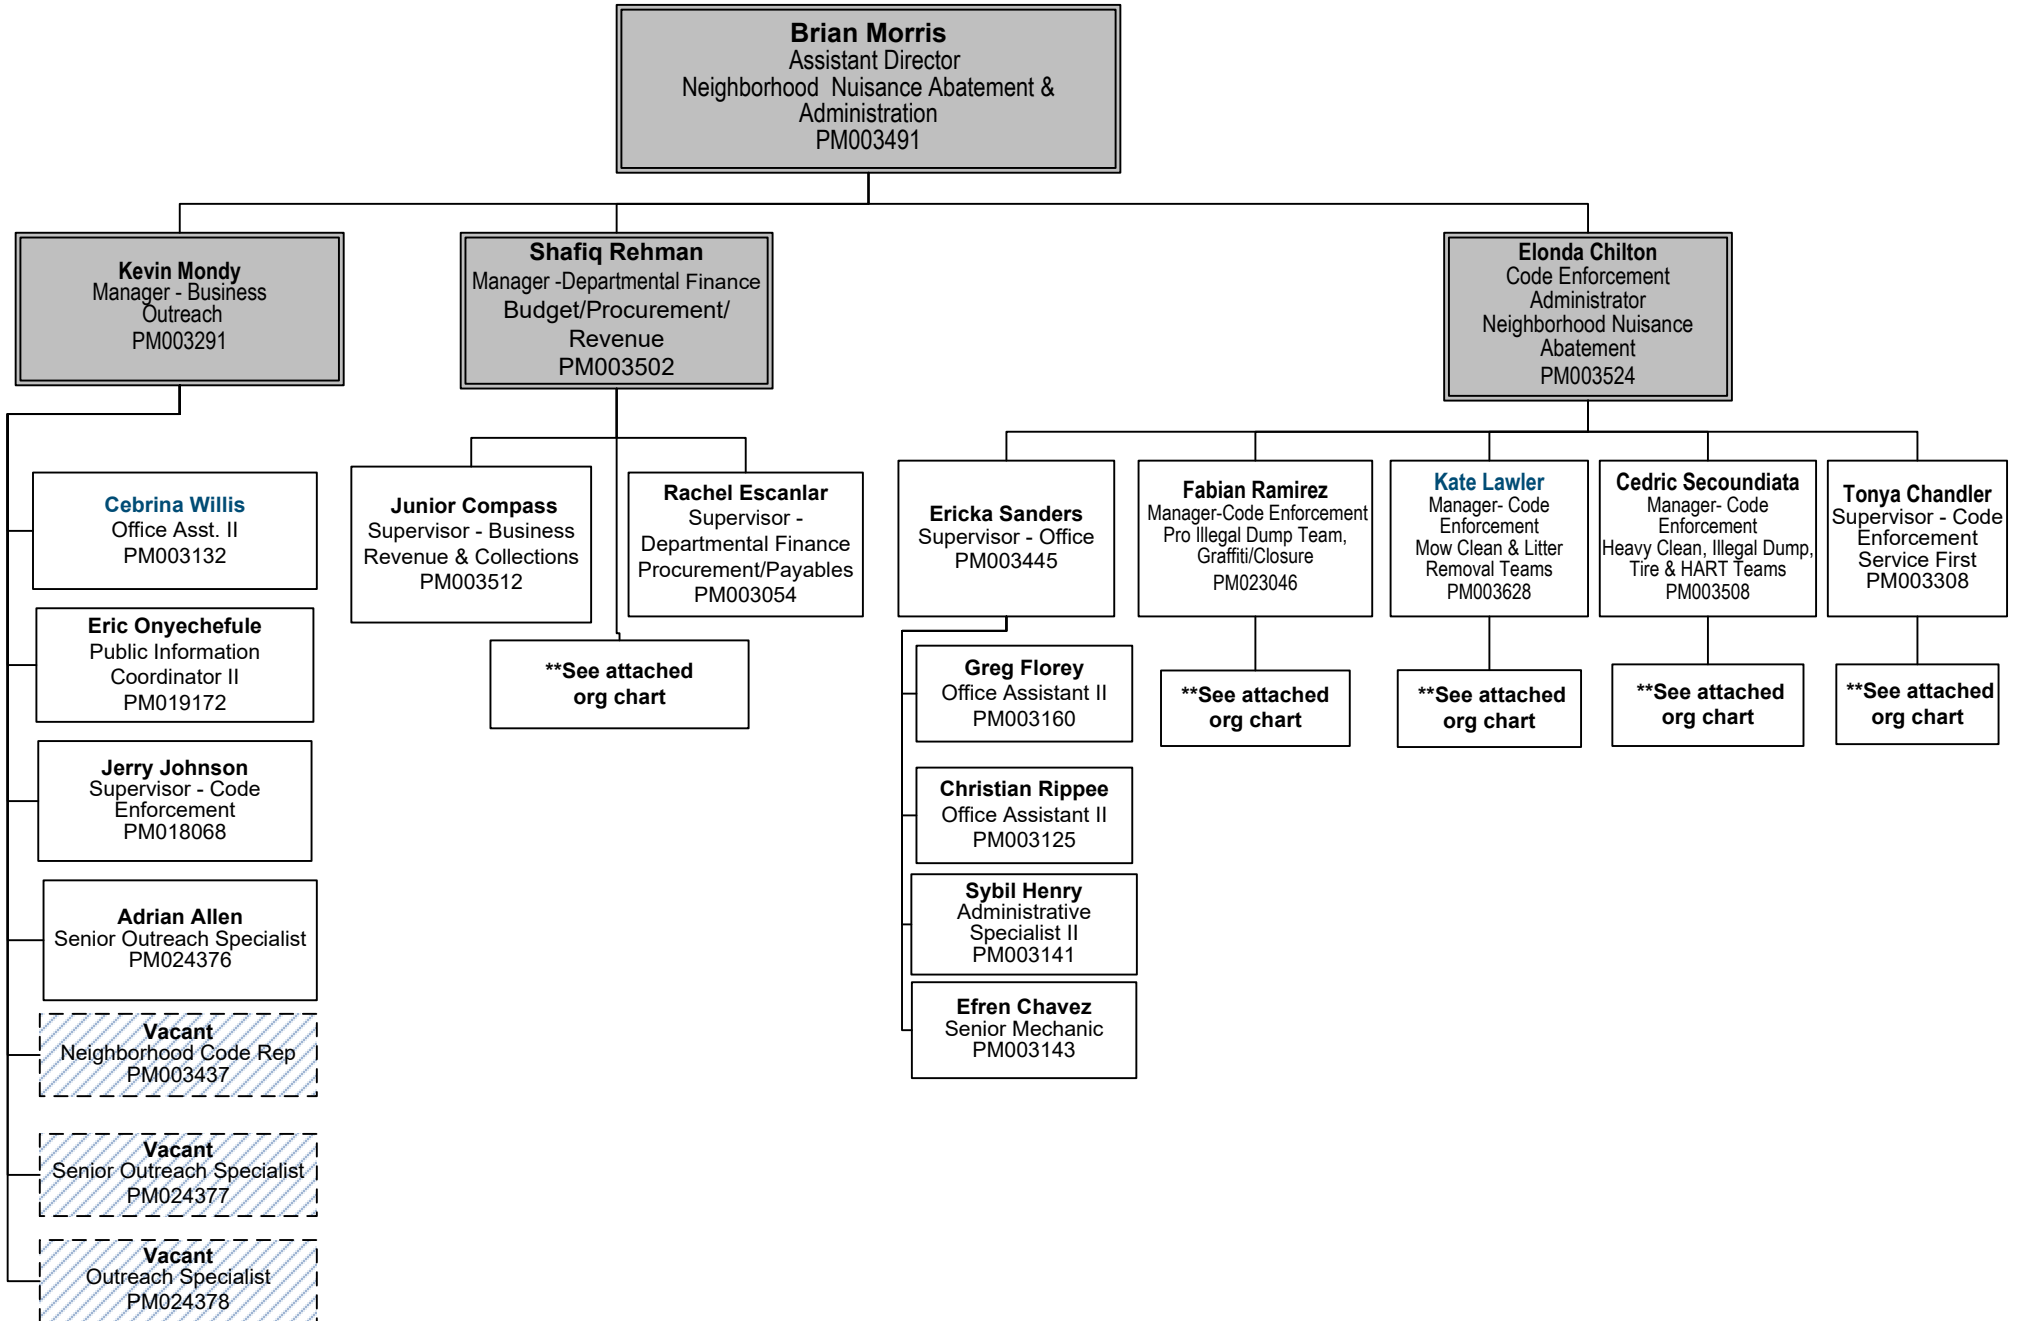 Brian Morris
Assistant Director
Neighborhood Nuisance Abatement &
Administration
PM003491
Kevin Mondy
Manager - Business
Outreach
PM003291
Shafiq Rehman
Manager -Departmental Finance
Budget/Procurement/
Revenue
PM003502
Elonda Chilton
Code Enforcement
Administrator
Neighborhood Nuisance
Abatement
PM003524
Cebrina Willis
Office Asst. II
PM003132
Eric Onyechefule
Public Information
Coordinator II
PM019172
Jerry Johnson
Supervisor - Code
Enforcement
PM018068
Adrian Allen
Senior Outreach Specialist
PM024376
Vacant
Neighborhood Code Rep
PM003437
Vacant
Senior Outreach Specialist
PM024377
Vacant
Outreach Specialist
PM024378
Junior Compass
Supervisor - Business
Revenue & Collections
PM003512
Rachel Escanlar
Supervisor -
Departmental Finance
Procurement/Payables
PM003054
**See attached
org chart
Ericka Sanders
Supervisor - Office
PM003445
Greg Florey
Office Assistant II
PM003160
Christian Rippee
Office Assistant II
PM003125
Sybil Henry
Administrative
Specialist II
PM003141
Efren Chavez
Senior Mechanic
PM003143
Fabian Ramirez
Manager-Code Enforcement
Pro Illegal Dump Team,
Graffiti/Closure
PM023046
**See attached
org chart
Kate Lawler
Manager- Code
Enforcement
Mow Clean & Litter
Removal Teams
PM003628
**See attached
org chart
Cedric Secoundiata
Manager- Code
Enforcement
Heavy Clean, Illegal Dump,
Tire & HART Teams
PM003508
**See attached
org chart
Tonya Chandler
Supervisor - Code
Enforcement
Service First
PM003308
**See attached
org chart